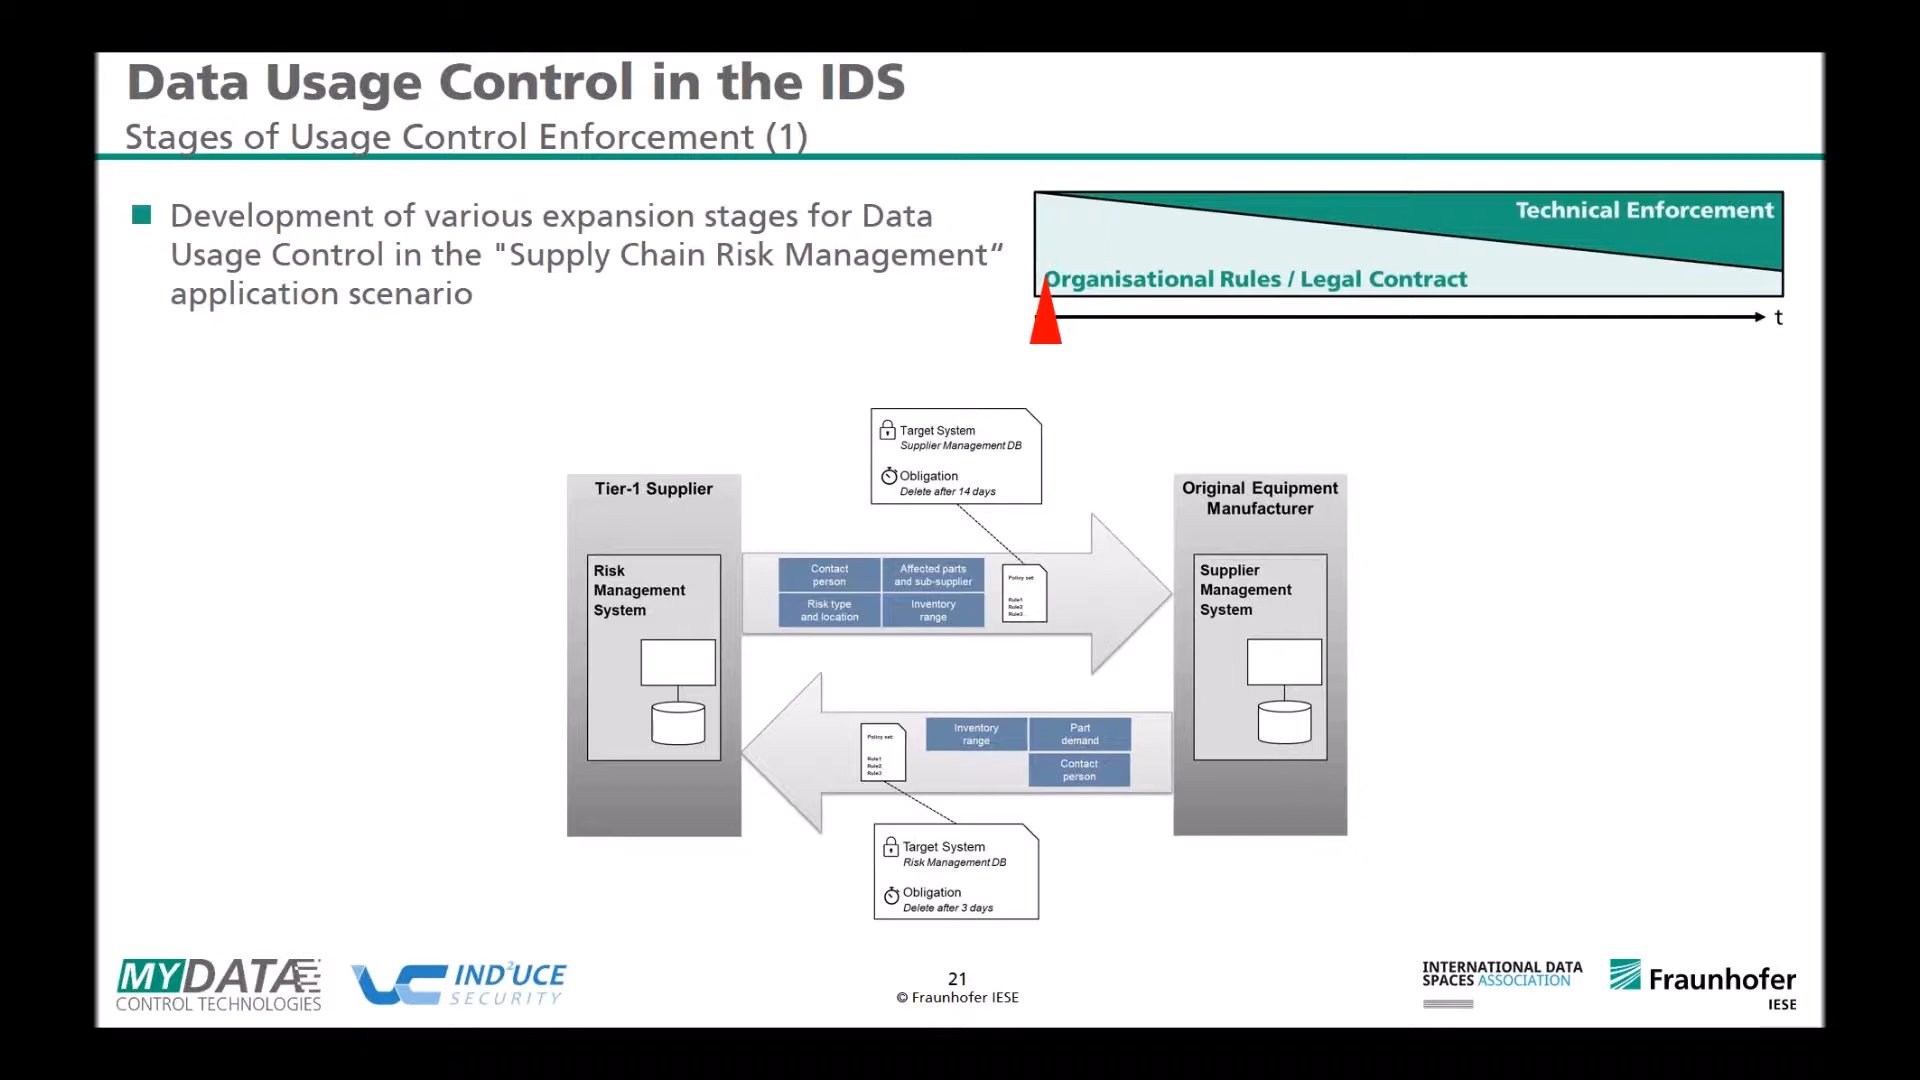 Data Usage Control in the IDS
Stages of Usage Control Enforcement (1)
Development of various expansion stages for Data
Usage Control in the "Supply Chain Risk Management“
application scenario
Technical Enforcement
Organisational Rules / Legal Contract
t
Target System
Supplier Management DB
Obligation
Delete after 14 days
Tier-1 Supplier
Original Equipment
Manufacturer
Risk
Management
System
Contact
person
Affected parts
and sub-supplier
Risk type
and location
Inventory
range
Policy set:
Rule1
Rule2
Rule3
Supplier
Management
System
Policy set:
Rule1
Rule2
Rule3
Inventory
range
Part
demand
Contact
person
Target System
Risk Management DB
Obligation
Delete after 3 days
MYDATA
CONTROL TECHNOLOGIES
IND²UCE
SECURITY
21
© Fraunhofer IESE
INTERNATIONAL DATA
SPACES ASSOCIATION
Fraunhofer
IESE